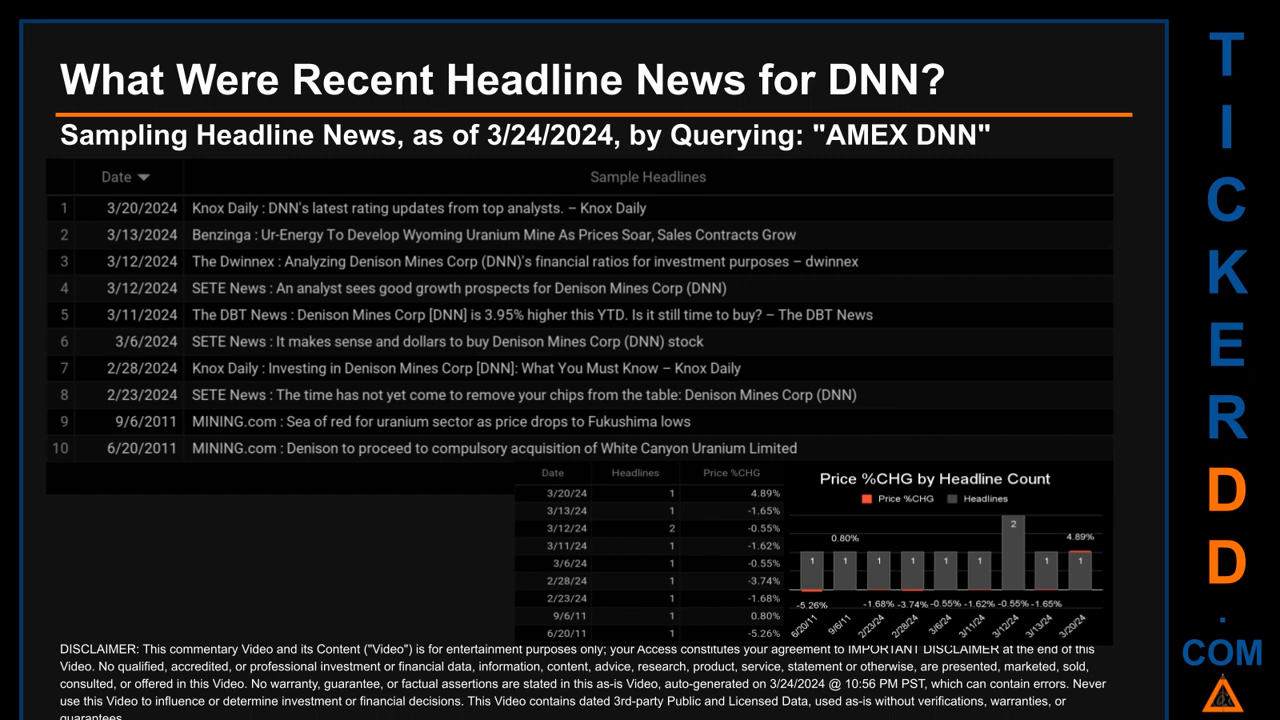 What Were Recent Headline News for DNN?
Sampling Headline News, as of 3/24/2024, by Querying: "AMEX DNN"
Date Sample Headlines
1 3/20/2024 Knox Daily : DNN's latest rating updates from top analysts. – Knox Daily
2 3/13/2024 Benzinga : Ur-Energy To Develop Wyoming Uranium Mine As Prices Soar, Sales Contracts Grow
3 3/12/2024 The Dwinnex : Analyzing Denison Mines Corp (DNN)'s financial ratios for investment purposes – dwinnex
4 3/12/2024 SETE News : An analyst sees good growth prospects for Denison Mines Corp (DNN)
5 3/11/2024 The DBT News : Denison Mines Corp [DNN] is 3.95% higher this YTD. Is it still time to buy? – The DBT News
6 3/6/2024 SETE News : It makes sense and dollars to buy Denison Mines Corp (DNN) stock
7 2/28/2024 Knox Daily : Investing in Denison Mines Corp [DNN]: What You Must Know – Knox Daily
8 2/23/2024 SETE News : The time has not yet come to remove your chips from the table: Denison Mines Corp (DNN)
9 9/6/2011 MINING.com : Sea of red for uranium sector as price drops to Fukushima lows
10 6/20/2011 MINING.com : Denison to proceed to compulsory acquisition of White Canyon Uranium Limited
Date Headlines Price %CHG
3/20/24 1 4.89%
3/13/24 1 -1.65%
3/12/24 2 -0.55%
3/11/24 1 -1.62%
3/6/24 1 -0.55%
2/28/24 1 -3.74%
2/23/24 1 -1.68%
9/6/11 1 0.80%
6/20/11 1 -5.26%
Price %CHG by Headline Count
Price %CHG Headlines
2
0.80% 4.89%
1 1 1 1 1 1 1 1
-5.26% -1.68% -3.74% -0.55% -1.62% -0.55% -1.65%
6/20/11 9/6/11 2/23/24 2/28/24 3/6/24 3/11/24 3/12/24 3/13/24 3/20/24
DISCLAIMER: This commentary Video and its Content ("Video") is for entertainment purposes only; your Access constitutes your agreement to IMPORTANT DISCLAIMER at the end of this
Video. No qualified, accredited, or professional investment or financial data, information, content, advice, research, product, service, statement or otherwise, are presented, marketed, sold,
consulted, or offered in this Video. No warranty, guarantee, or factual assertions are stated in this as-is Video, auto-generated on 3/24/2024 @ 10:56 PM PST, which can contain errors. Never
use this Video to influence or determine investment or financial decisions. This Video contains dated 3rd-party Public and Licensed Data, used as-is without verifications, warranties, or
guarantees.
T
I
C
K
E
R
D
D
.
COM